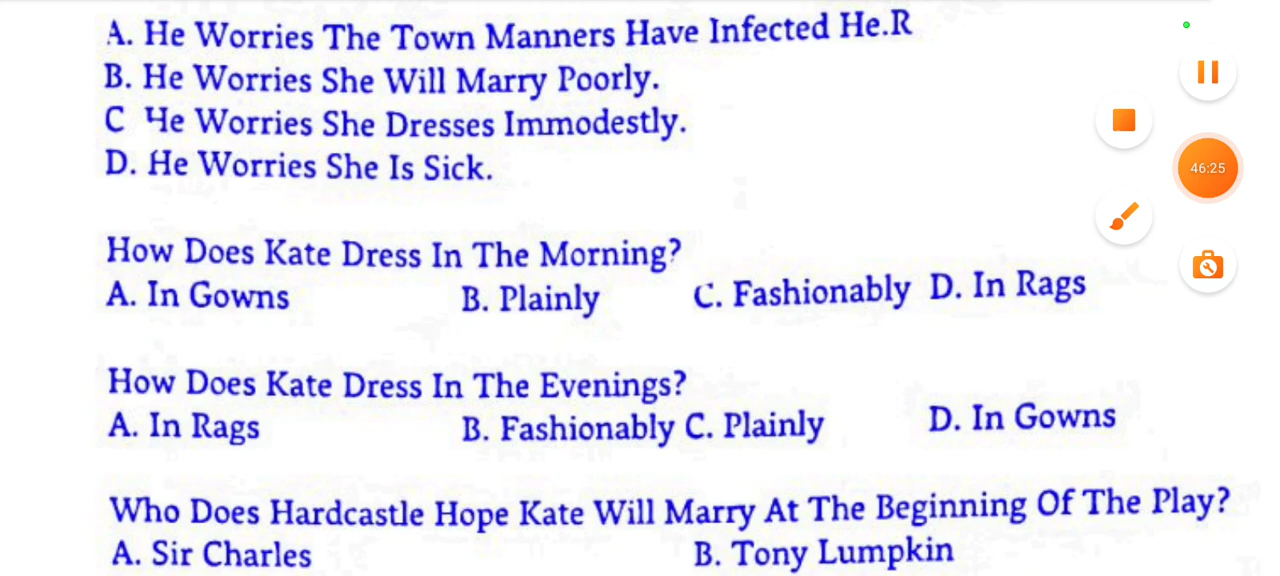 A. He Worries The Town Manners Have Infected He.R
B. He Worries She Will Marry Poorly.
C He Worries She Dresses Immodestly.
D. He Worries She Is Sick.
How Does Kate Dress In The Morning?
A. In Gowns B. Plainly C. Fashionably D. In Rags
How Does Kate Dress In The Evenings?
A. In Rags B. Fashionably C. Plainly D. In Gowns
Who Does Hardcastle Hope Kate Will Marry At The Beginning Of The Play?
A. Sir Charles B. Tony Lumpkin
46:25